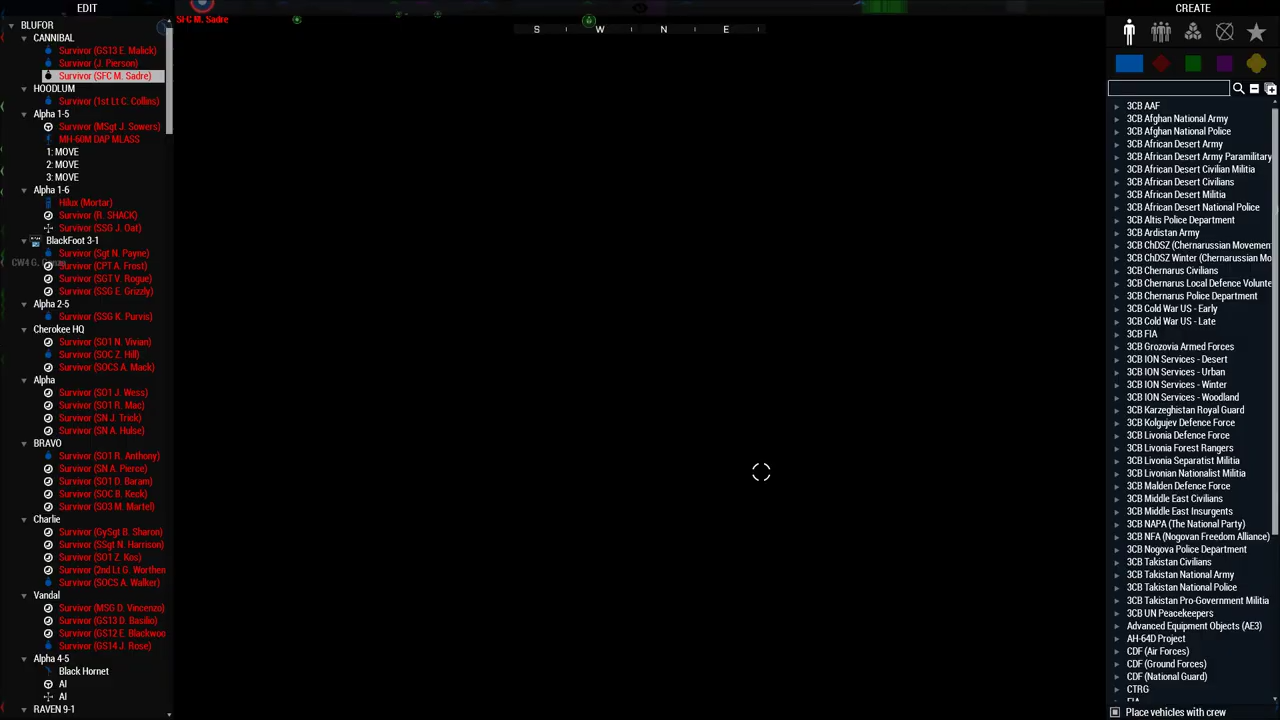 EDIT
BLUFOR
CANNIBAL
Survivor (GS13 E. Malick)
Survivor (J. Pierson)
Survivor (SFC M. Sadre)
HOODLUM
Survivor (1st Lt C. Collins)
Alpha 1-5
Survivor (MSgt J. Sowers)
MH-60M DAP MLASS
1: MOVE
2: MOVE
3: MOVE
Alpha 1-6
Hilux (Mortar)
Survivor (R. SHACK)
Survivor (SSG J. Oat)
BlackFoot 3-1
Survivor (Sgt N. Payne)
CW4 G.
Survivor (CPT A. Frost)
Survivor (SGT V. Rogue)
Survivor (SSG E. Grizzly)
Alpha 2-5
Survivor (SSG K. Purvis)
Cherokee HQ
Survivor (SO1 N. Vivian)
Survivor (SOC Z. Hill)
Survivor (SOCS A. Mack)
Alpha
Survivor (SO1 J. Wess)
Survivor (SO1 R. Mac)
Survivor (SN J. Trick)
Survivor (SN A. Hulse)
BRAVO
Survivor (SO1 R. Anthony)
Survivor (SN A. Pierce)
Survivor (SO1 D. Baram)
Survivor (SOC B. Keck)
Survivor (SO3 M. Martel)
Charlie
Survivor (GySgt B. Sharon)
Survivor (SSgt N. Harrison)
Survivor (SO1 Z. Kos)
Survivor (2nd Lt G. Worthen
Survivor (SOCS A. Walker)
Vandal
Survivor (MSG D. Vincenzo)
Survivor (GS13 D. Basilio)
Survivor (GS12 E. Blackwoo
Survivor (GS14 J. Rose)
Alpha 4-5
Black Hornet
AI
AI
RAVEN 9-1
SFC M. Sadre
S W N E
CREATE
3CB AAF
3CB Afghan National Army
3CB Afghan National Police
3CB African Desert Army
3CB African Desert Army Paramilitary
3CB African Desert Civilian Militia
3CB African Desert Civilians
3CB African Desert Militia
3CB African Desert National Police
3CB Altis Police Department
3CB Ardistan Army
3CB ChDSZ (Chernarussian Movement
3CB ChDSZ Winter (Chernarussian Mo
3CB Chernarus Civilians
3CB Chernarus Local Defence Volunte
3CB Chernarus Police Department
3CB Cold War US - Early
3CB Cold War US - Late
3CB FIA
3CB Grozovia Armed Forces
3CB ION Services - Desert
3CB ION Services - Urban
3CB ION Services - Winter
3CB ION Services - Woodland
3CB Karzeghistan Royal Guard
3CB Kolgujev Defence Force
3CB Livonia Defence Force
3CB Livonia Forest Rangers
3CB Livonia Separatist Militia
3CB Livonian Nationalist Militia
3CB Malden Defence Force
3CB Middle East Civilians
3CB Middle East Insurgents
3CB NAPA (The National Party)
3CB NFA (Nogovan Freedom Alliance)
3CB Nogova Police Department
3CB Takistan Civilians
3CB Takistan National Army
3CB Takistan National Police
3CB Takistan Pro-Government Militia
3CB UN Peacekeepers
Advanced Equipment Objects (AE3)
AH-64D Project
CDF (Air Forces)
CDF (Ground Forces)
CDF (National Guard)
CTRG
FIA
Place vehicles with crew